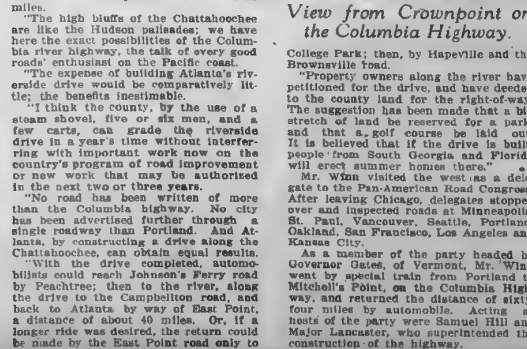 miles.
"The high bluffs of the Chattahoochee
are like the Hudson palisades; we have
here the exact possibilities of the Colum-
bia river highway, the talk of every good
roads' enthusiast on the Pacific coast.
"The expense of building Atlanta's riv-
erside drive would be comparatively lit-
tle; the benefits inestimable.
"I think the county, by the use of a
steam shovel, five or six men, and a
few carts, can grade the riverside
drive in a year's time without interfer-
ring with important work now on the
country's program of road improvement
or new work that may be authorized
in the next two or three years.
"No road has been written of more
than the Columbia highway. No city
has been advertised further through a
single roadway than Portland. And At-
lanta, by constructing a drive along the
Chattahoochee, can obtain equal results.
"With the drive completed, automo-
bilists could reach Johnson's Ferry road
by Peachtree; then to the river, along
the drive to the Campbellton road, and
back to Atlanta by way of East Point,
a distance of about 40 miles. Or, if a
longer ride was desired, the return could
be made by the East Point road only to
View from Crownpoint on
the Columbia Highway.
College Park; then, by Hapeville and th
Brownsville road.
"Property owners along the river hav
petitioned for the drive, and have deede
to the county land for the right-of-wa
The suggestion has been made that a bi
stretch of land be reserved for a park
and that a golf course be laid out
It is believed that if the drive is buil
people from South Georgia and Florid
will erect summer homes there."
Mr. Winn visited the west as a dele
gate to the Pan-American Road Congress
After leaving Chicago, delegates stoppe
over and inspected roads at Minneapolis
St. Paul, Vancouver, Seattle, Portland
Oakland, San Francisco, Los Angeles an
Kansas City.
As a member of the party headed b
Governor Gates, of Vermont, Mr. Win
went by special train from Portland t
Mitchell's Point, on the Columbia High
way, and returned the distance of sixty
four miles by automobile. Acting a
hosts of the party were Samuel Hill an
Major Lancaster, who superintended th
construction of the highway.